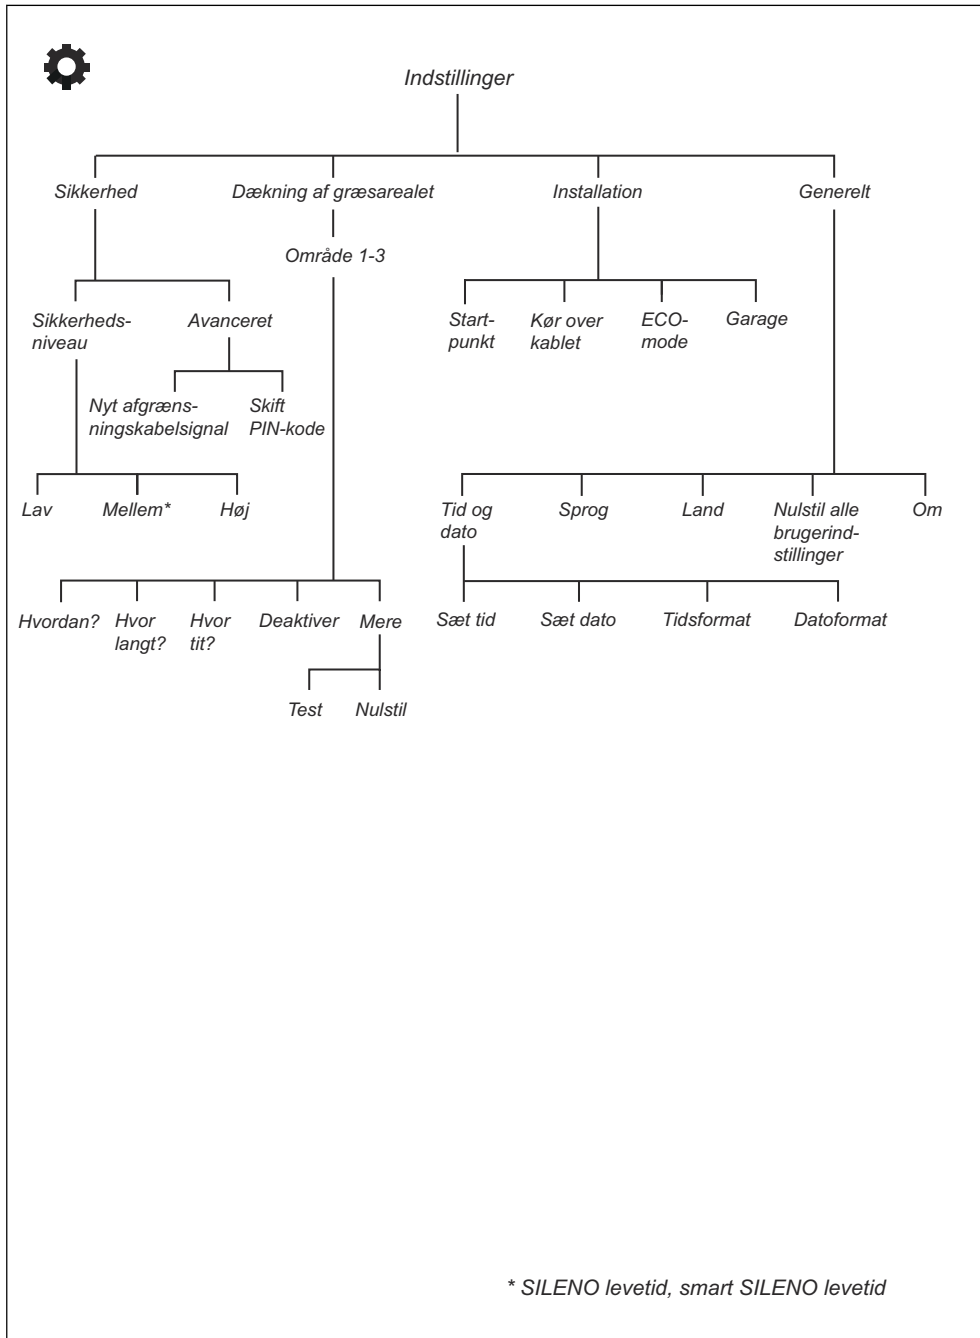 Indstillinger
Sikkerhed
Dækning af græsarealet
Installation
Generelt
Område 1-3
Sikkerheds-
niveau
Avanceret
Start-
punkt
Kør over
kablet
ECO-
mode
Garage
Nyt afgræns-
ningskabelsignal
Skift
PIN-kode
Lav
Mellem*
Høj
Tid og
dato
Sprog
Land
Nulstil alle
brugerind-
stillinger
Om
Hvordan?
Hvor
langt?
Hvor
tit?
Deaktiver
Mere
Sæt tid
Sæt dato
Tidsformat
Datoformat
Test
Nulstil
* SILENO levetid, smart SILENO levetid